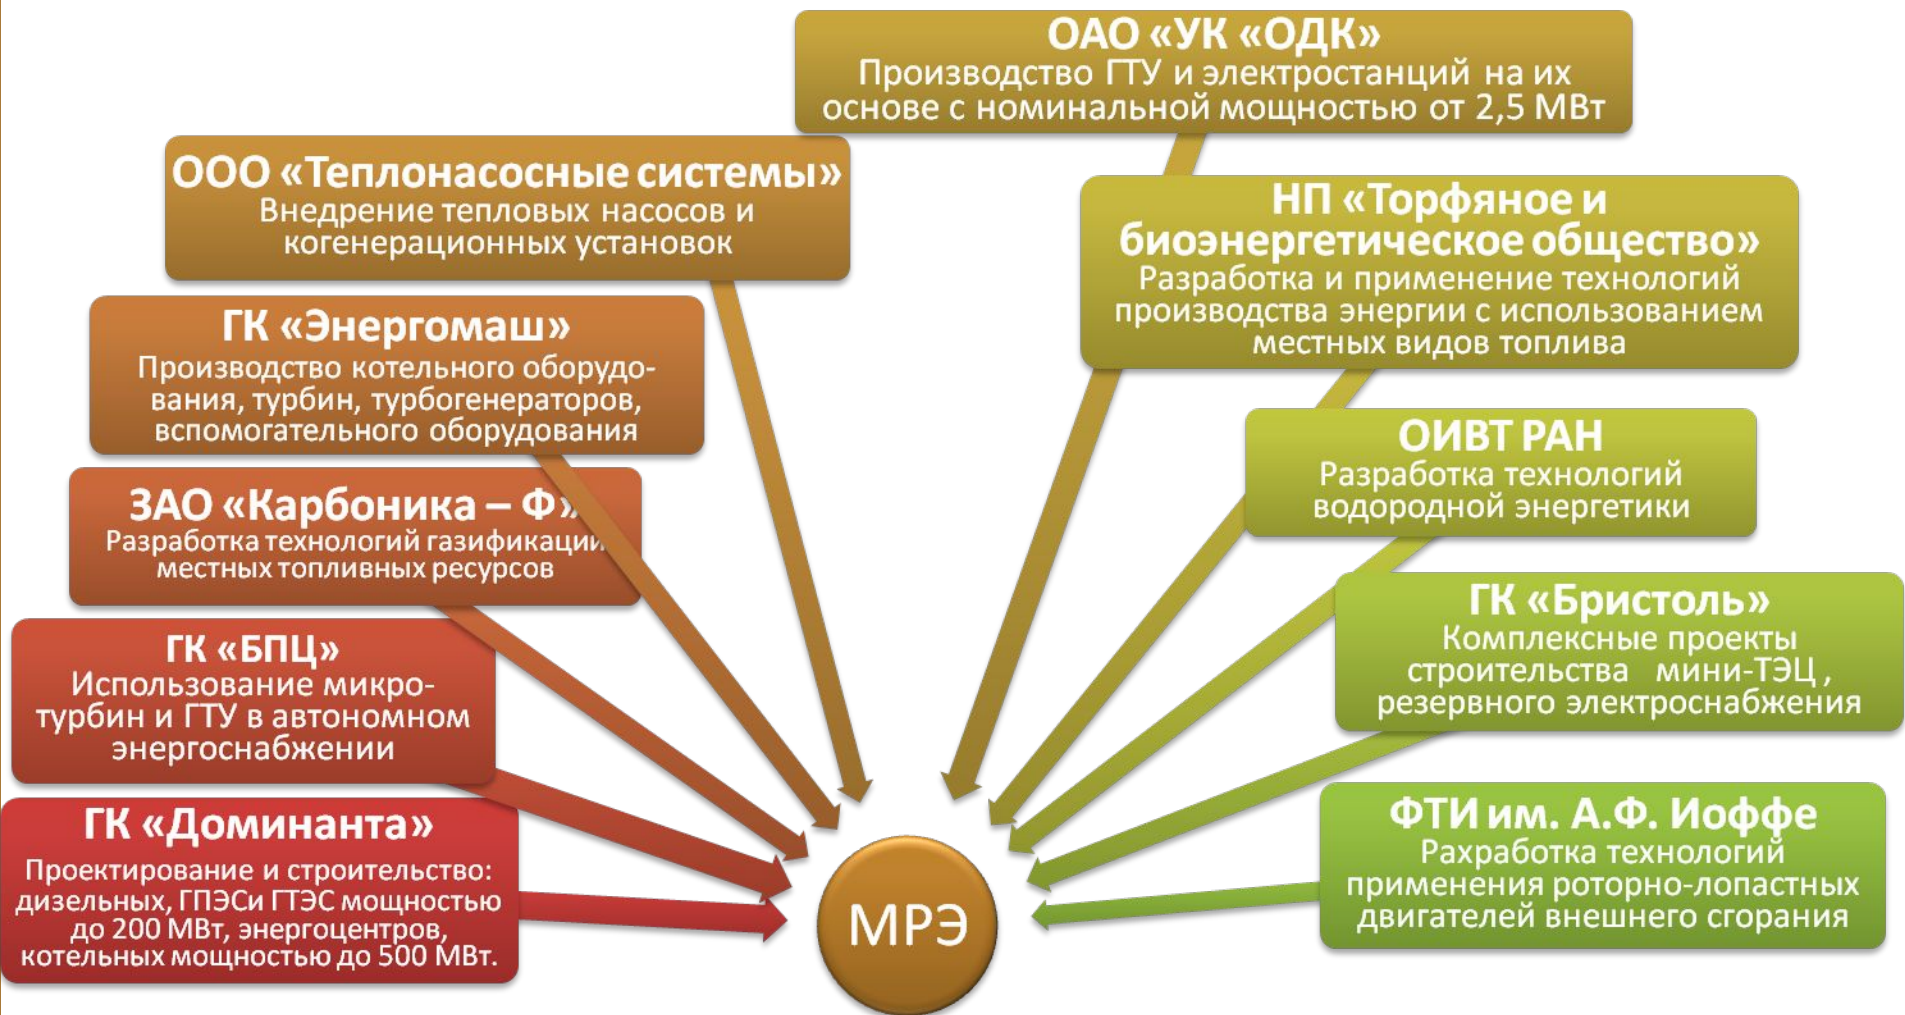 ОАО «УК «ОДК»
Производство ГТУ и электростанций на их
основе с номинальной мощностью от 2,5 МВт
ООО «Теплонасосные системы»
Внедрение тепловых насосов и
когенерационных установок
НП «Торфяное и
биоэнергетическое общество»
Разработка и применение технологий
производства энергии с использованием
местных видов топлива
ГК «Энергомаш»
Производство котельного оборудо-
вания, турбин, турбогенераторов,
вспомогательного оборудования
ОИВТ РАН
Разработка технологий
водородной энергетики
ЗАО «Карбоника – Ф»
Разработка технологий газификации
местных топливных ресурсов
ГК «Бристоль»
Комплексные проекты
строительства мини-ТЭЦ ,
резервного электроснабжения
ГК «БПЦ»
Использование микро-
турбин и ГТУ в автономном
энергоснабжении
ФТИ им. А.Ф. Иоффе
Рахработка технологий
применения роторно-лопастных
двигателей внешнего сгорания
ГК «Доминанта»
Проектирование и строительство:
дизельных, ГПЭСи ГТЭС мощностью
до 200 МВт, энергоцентров,
котельных мощностью до 500 МВт.
МРЭ